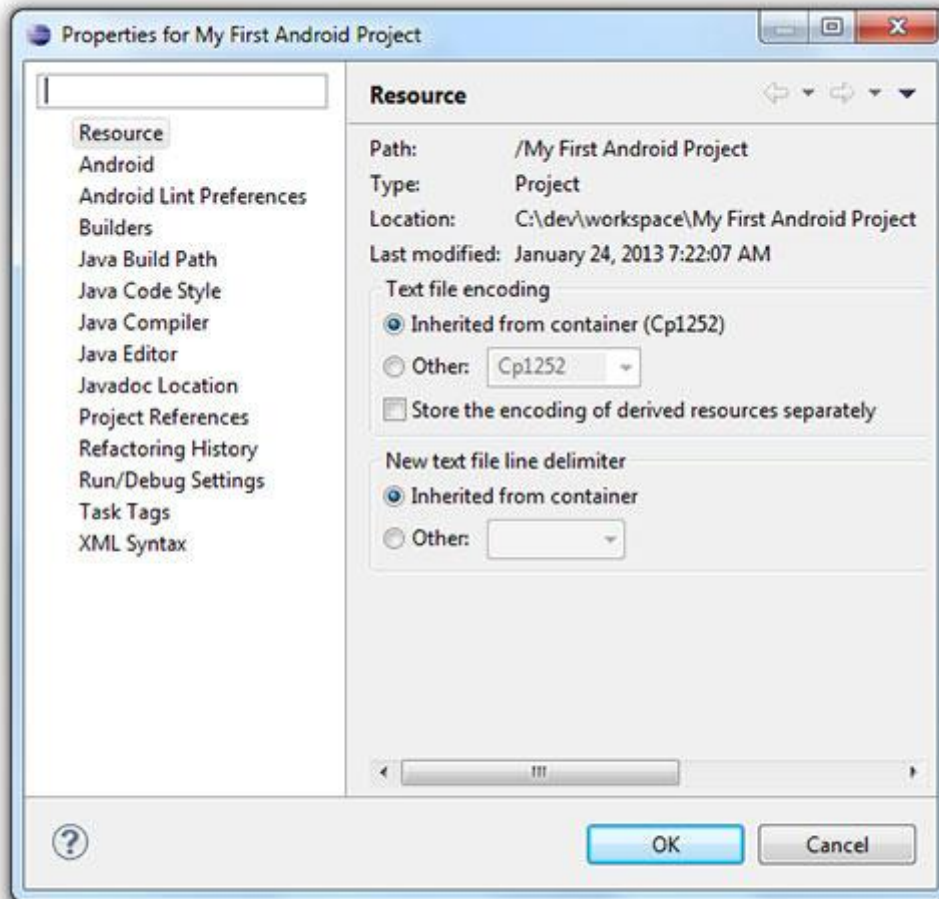 Properties for My First Android Project
Resource
Android
Android Lint Preferences
Builders
Java Build Path
Java Code Style
Java Compiler
Java Editor
Javadoc Location
Project References
Refactoring History
Run/Debug Settings
Task Tags
XML Syntax
Resource
Path: /My First Android Project
Type: Project
Location: C:\dev\workspace\My First Android Project
Last modified: January 24, 2013 7:22:07 AM
Text file encoding
Inherited from container (Cp1252)
Other: Cp1252
Store the encoding of derived resources separately
New text file line delimiter
Inherited from container
Other:
OK Cancel